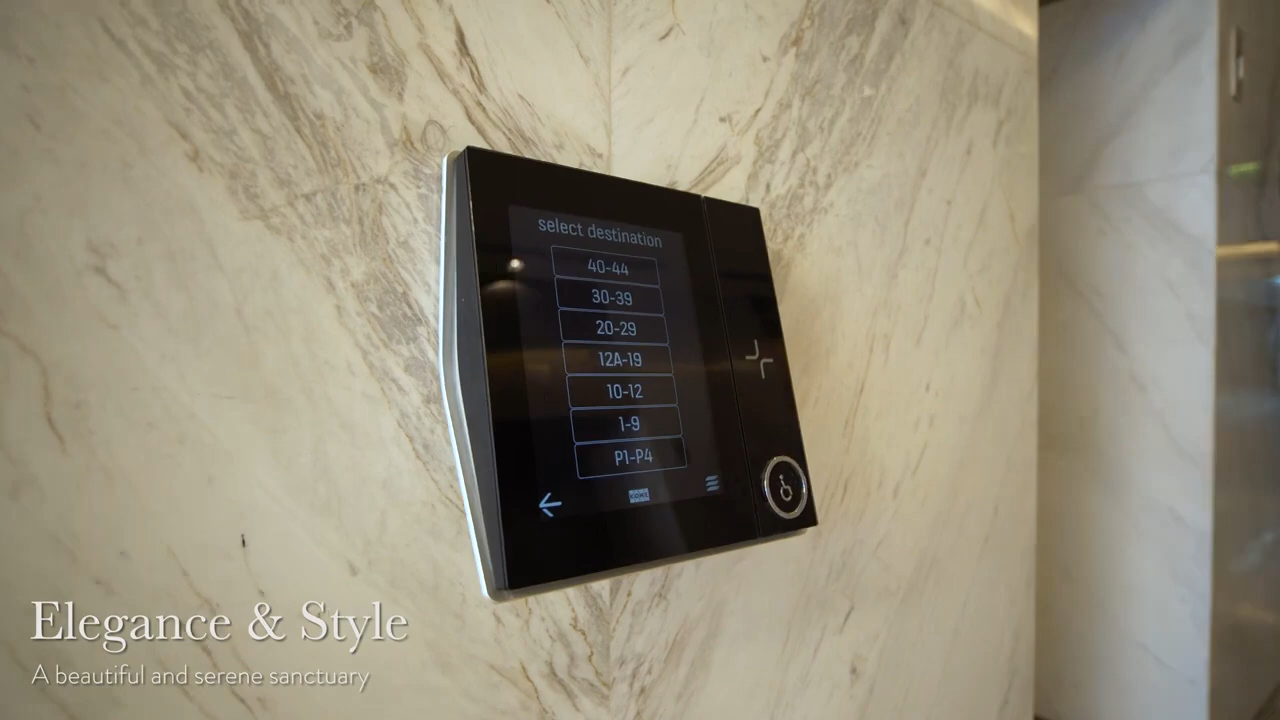 select destination
40-44
30-39
20-29
12A-19
10-12
1-9
P1-P4
KONE
Elegance & Style
A beautiful and serene sanctuary